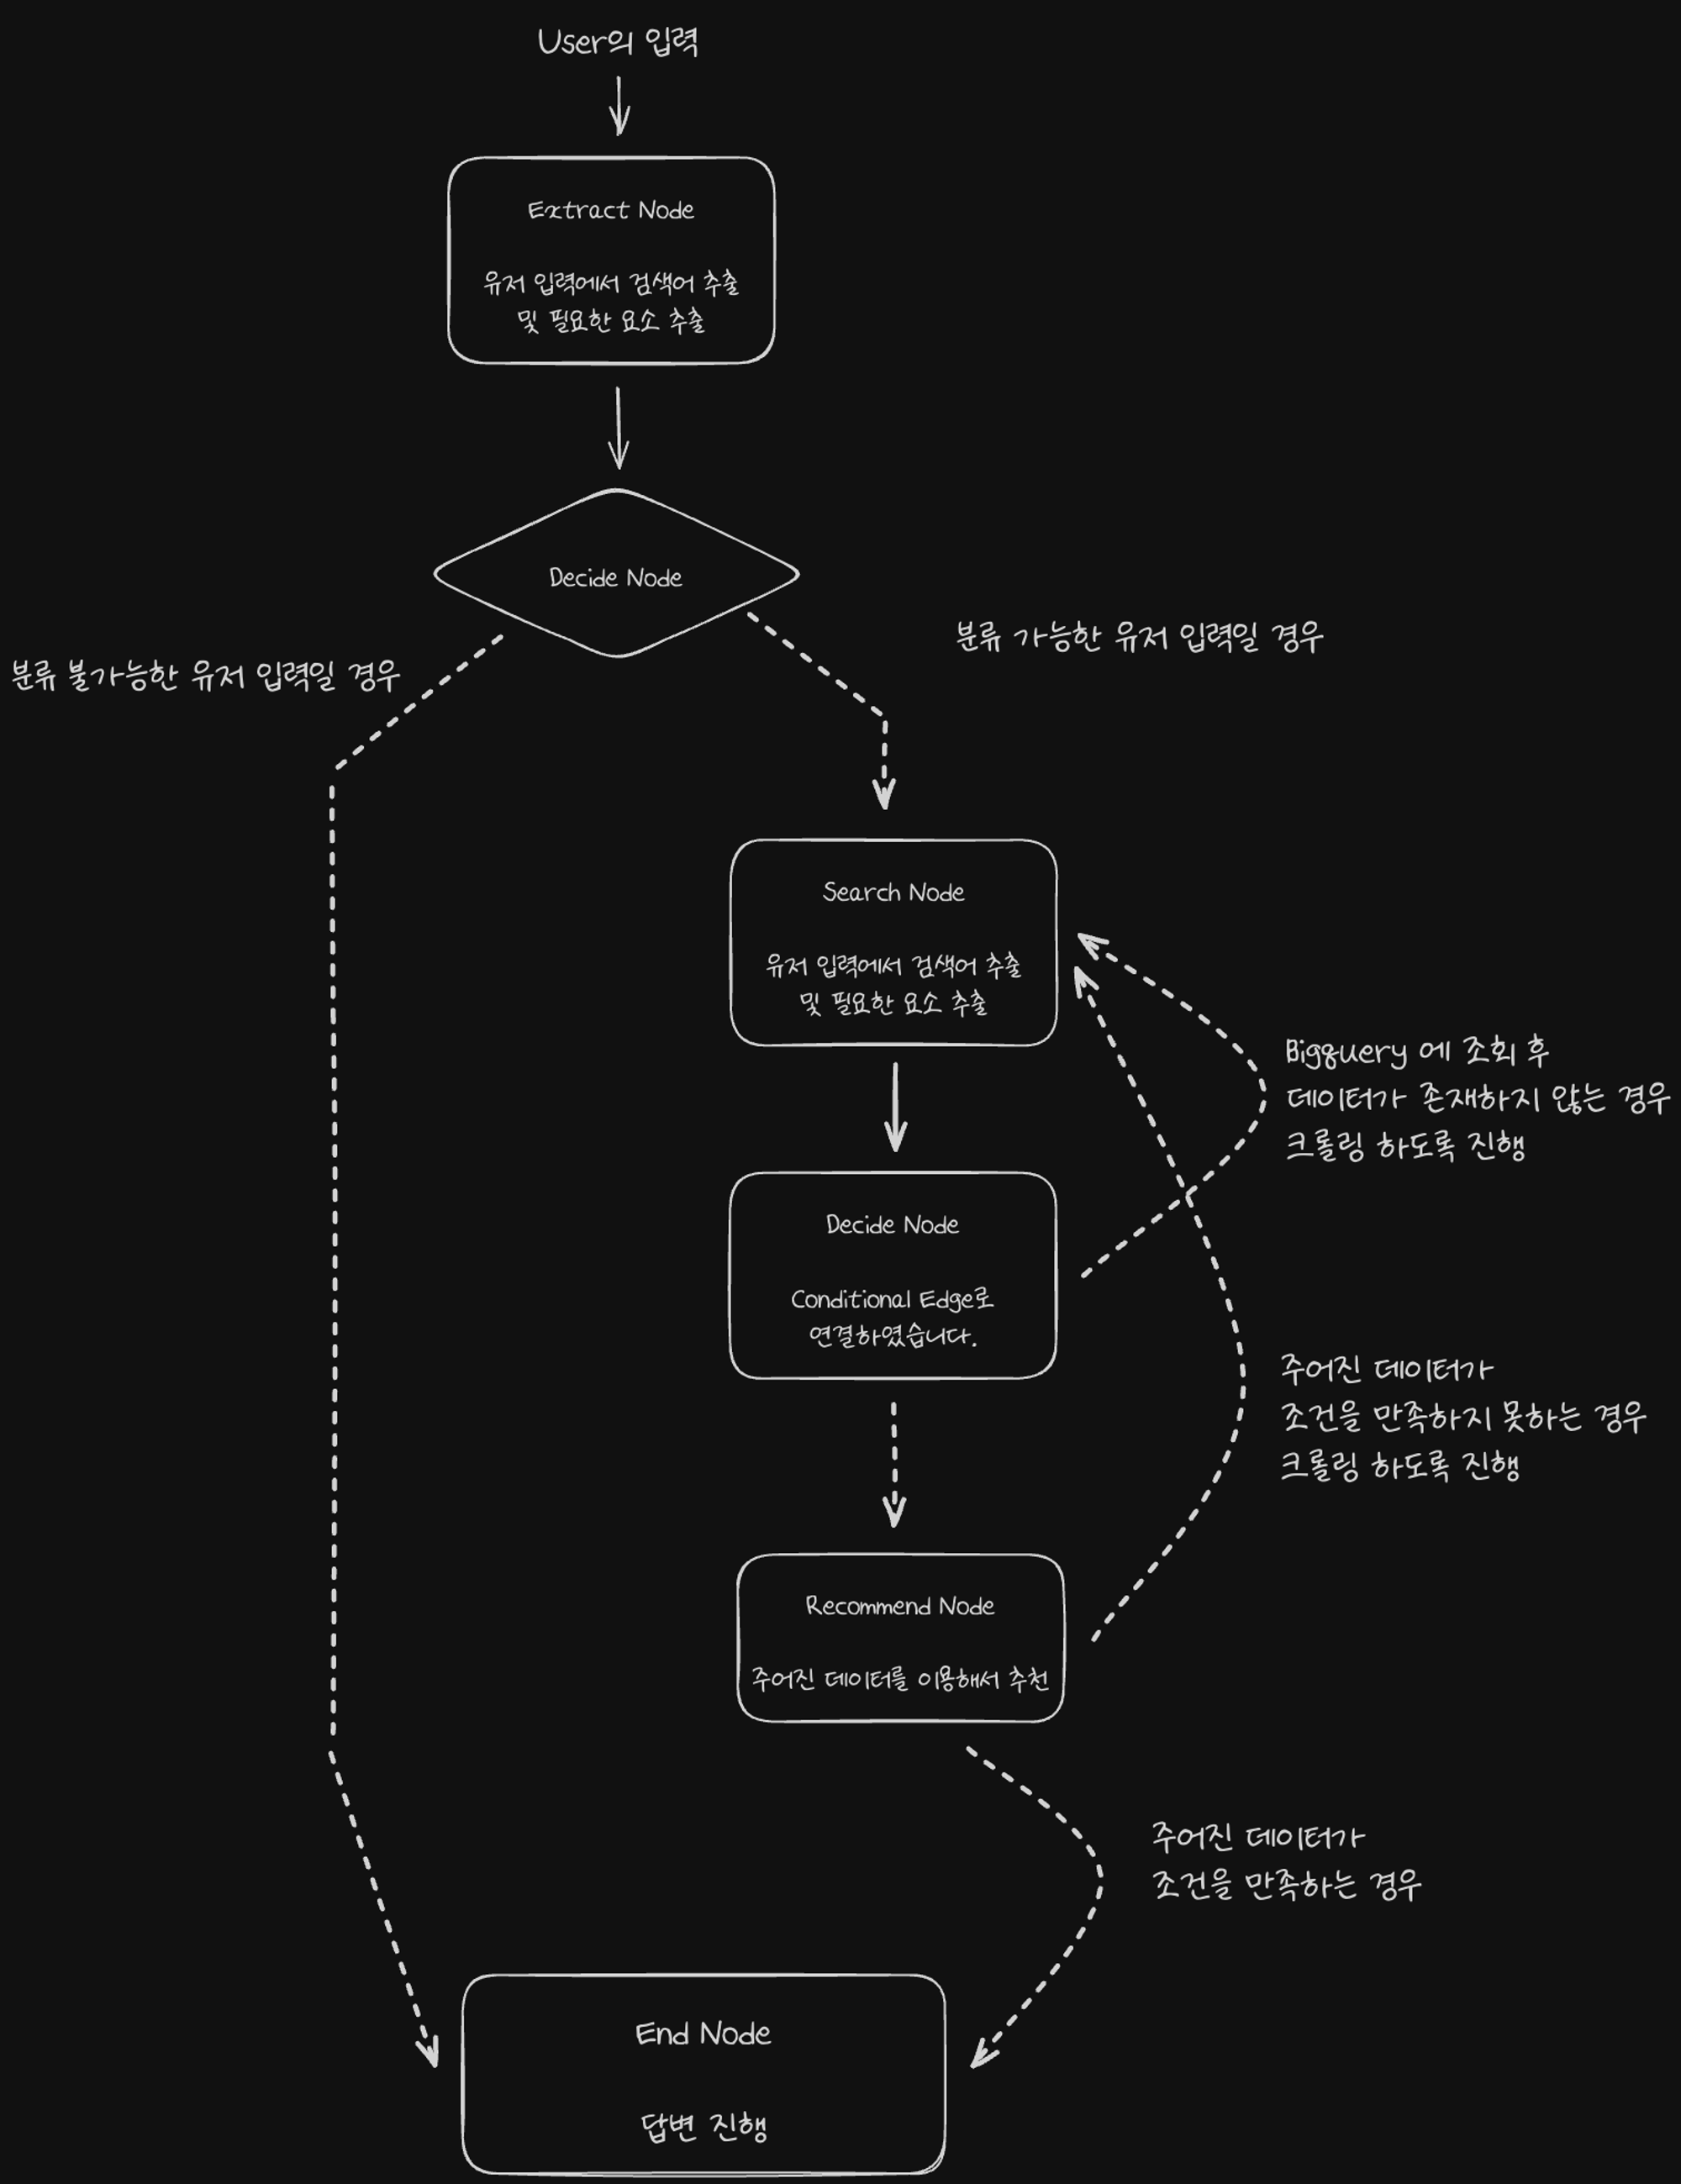 User의 입력
Extract Node
유저 입력에서 검색어 추출
및 필요한 요소 추출
Decide Node
분류 불가능한 유저 입력일 경우
분류 가능한 유저 입력일 경우
Search Node
유저 입력에서 검색어 추출
및 필요한 요소 추출
Bigquery 에 조회 후
데이터가 존재하지 않는 경우
크롤링 하도록 진행
Decide Node
Conditional Edge로
연결하였습니다.
주어진 데이터가
조건을 만족하지 못하는 경우
크롤링 하도록 진행
Recommend Node
주어진 데이터를 이용해서 추천
주어진 데이터가
조건을 만족하는 경우
End Node
답변 진행